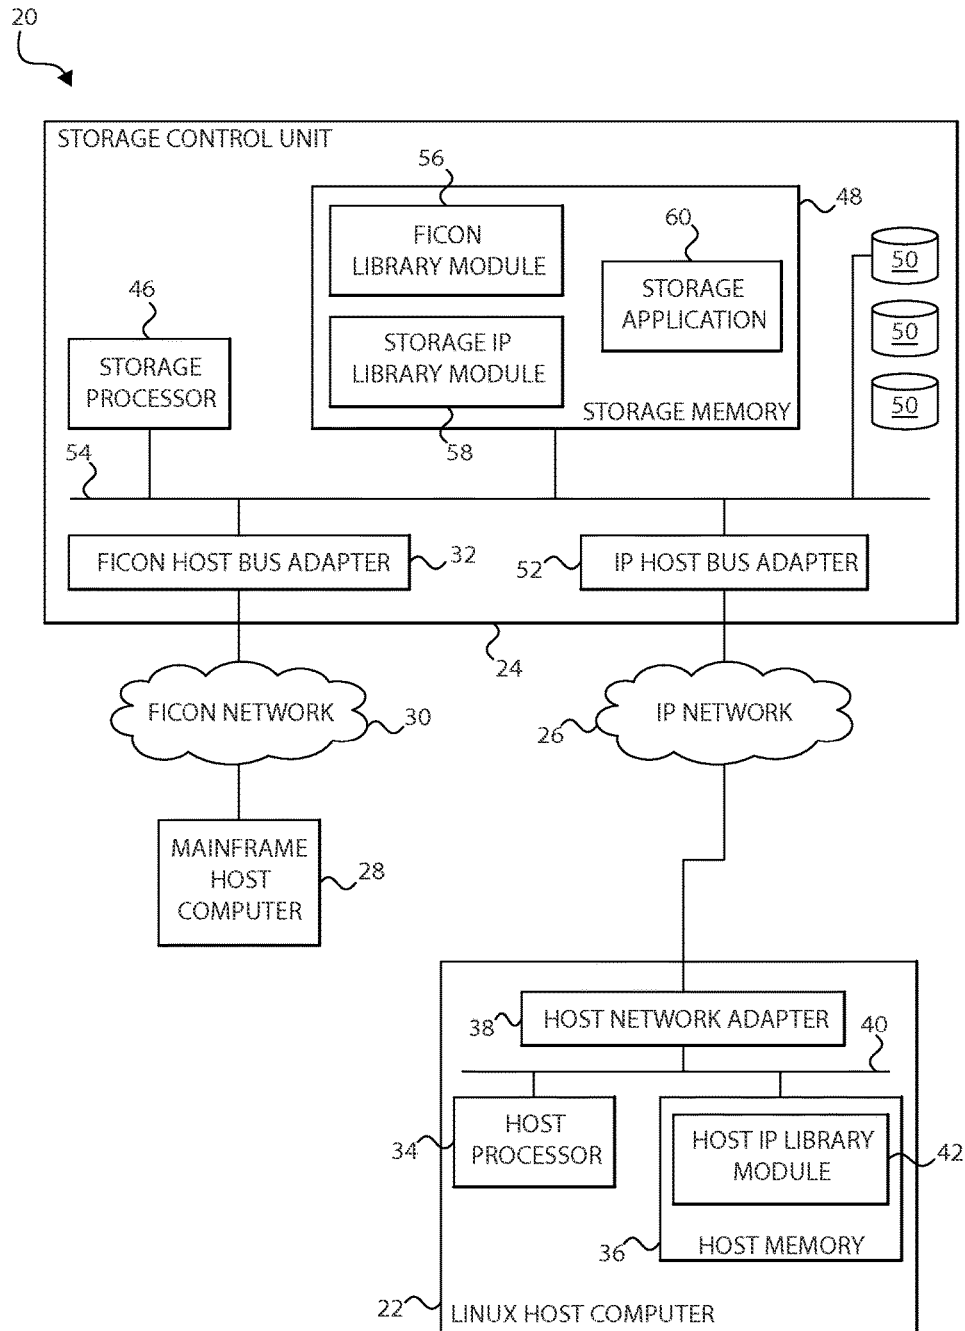 20
STORAGE CONTROL UNIT
56
48
FICON
LIBRARY MODULE
60
STORAGE
APPLICATION
50
50
50
46
STORAGE
PROCESSOR
STORAGE IP
LIBRARY MODULE
STORAGE MEMORY
58
54
FICON HOST BUS ADAPTER
32
52
IP HOST BUS ADAPTER
24
FICON NETWORK
30
IP NETWORK
26
MAINFRAME
HOST
COMPUTER
28
HOST NETWORK ADAPTER
38
40
HOST
PROCESSOR
34
HOST IP LIBRARY
MODULE
42
36
HOST MEMORY
22
LINUX HOST COMPUTER